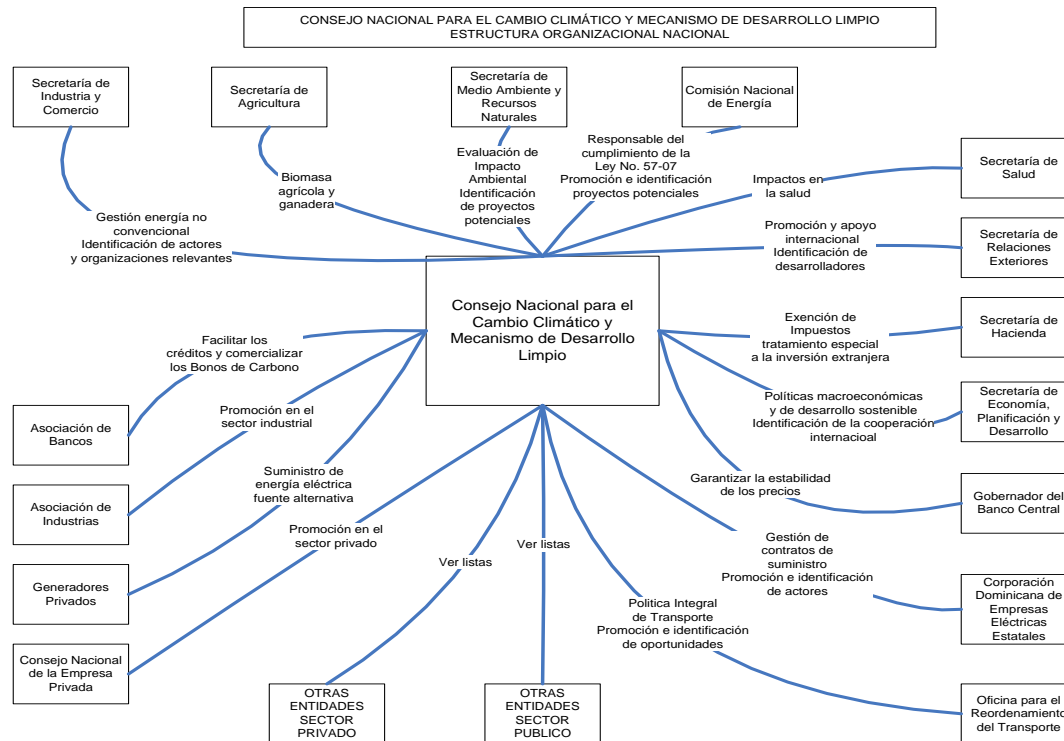 CONSEJO NACIONAL PARA EL CAMBIO CLIMÁTICO Y MECANISMO DE DESARROLLO LIMPIO
ESTRUCTURA ORGANIZACIONAL NACIONAL
Secretaría de
Industria y
Comercio
Secretaría de
Agricultura
Secretaría de
Medio Ambiente y
Recursos
Naturales
Comisión Nacional
de Energía
Gestión energía no
convencional
Identificación de actores
y organizaciones relevantes
Biomasa
agrícola y
ganadera
Evaluación de
Impacto
Ambiental
Identificación
de proyectos
potenciales
Responsable del
cumplimiento de la
Ley No. 57-07
Promoción e identificación
proyectos potenciales
Impactos en
la salud
Secretaría de
Salud
Promoción y apoyo
internacional
Identificación de
desarrolladores
Secretaría de
Relaciones
Exteriores
Consejo Nacional para el
Cambio Climático y
Mecanismo de Desarrollo
Limpio
Exención de
Impuestos
tratamiento especial
a la inversión extranjera
Secretaría de
Hacienda
Políticas macroeconómicas
y de desarrollo sostenible
Identificación de la cooperación
internacioal
Secretaría de
Economía,
Planificación y
Desarrollo
Garantizar la estabilidad
de los precios
Gobernador del
Banco Central
Gestión de
contratos de
suministro
Promoción e identificación
de actores
Corporación
Dominicana de
Empresas
Eléctricas
Estatales
Politica Integral
de Transporte
Promoción e identificación
de oportunidades
Oficina para el
Reordenamiento
del Transporte
Facilitar los
créditos y comercializar
los Bonos de Carbono
Asociación de
Bancos
Promoción en el
sector industrial
Asociación de
Industrias
Suministro de
energía eléctrica
fuente alternativa
Generadores
Privados
Promoción en el
sector privado
Consejo Nacional
de la Empresa
Privada
Ver listas
OTRAS
ENTIDADES
SECTOR
PRIVADO
Ver listas
OTRAS
ENTIDADES
SECTOR
PUBLICO